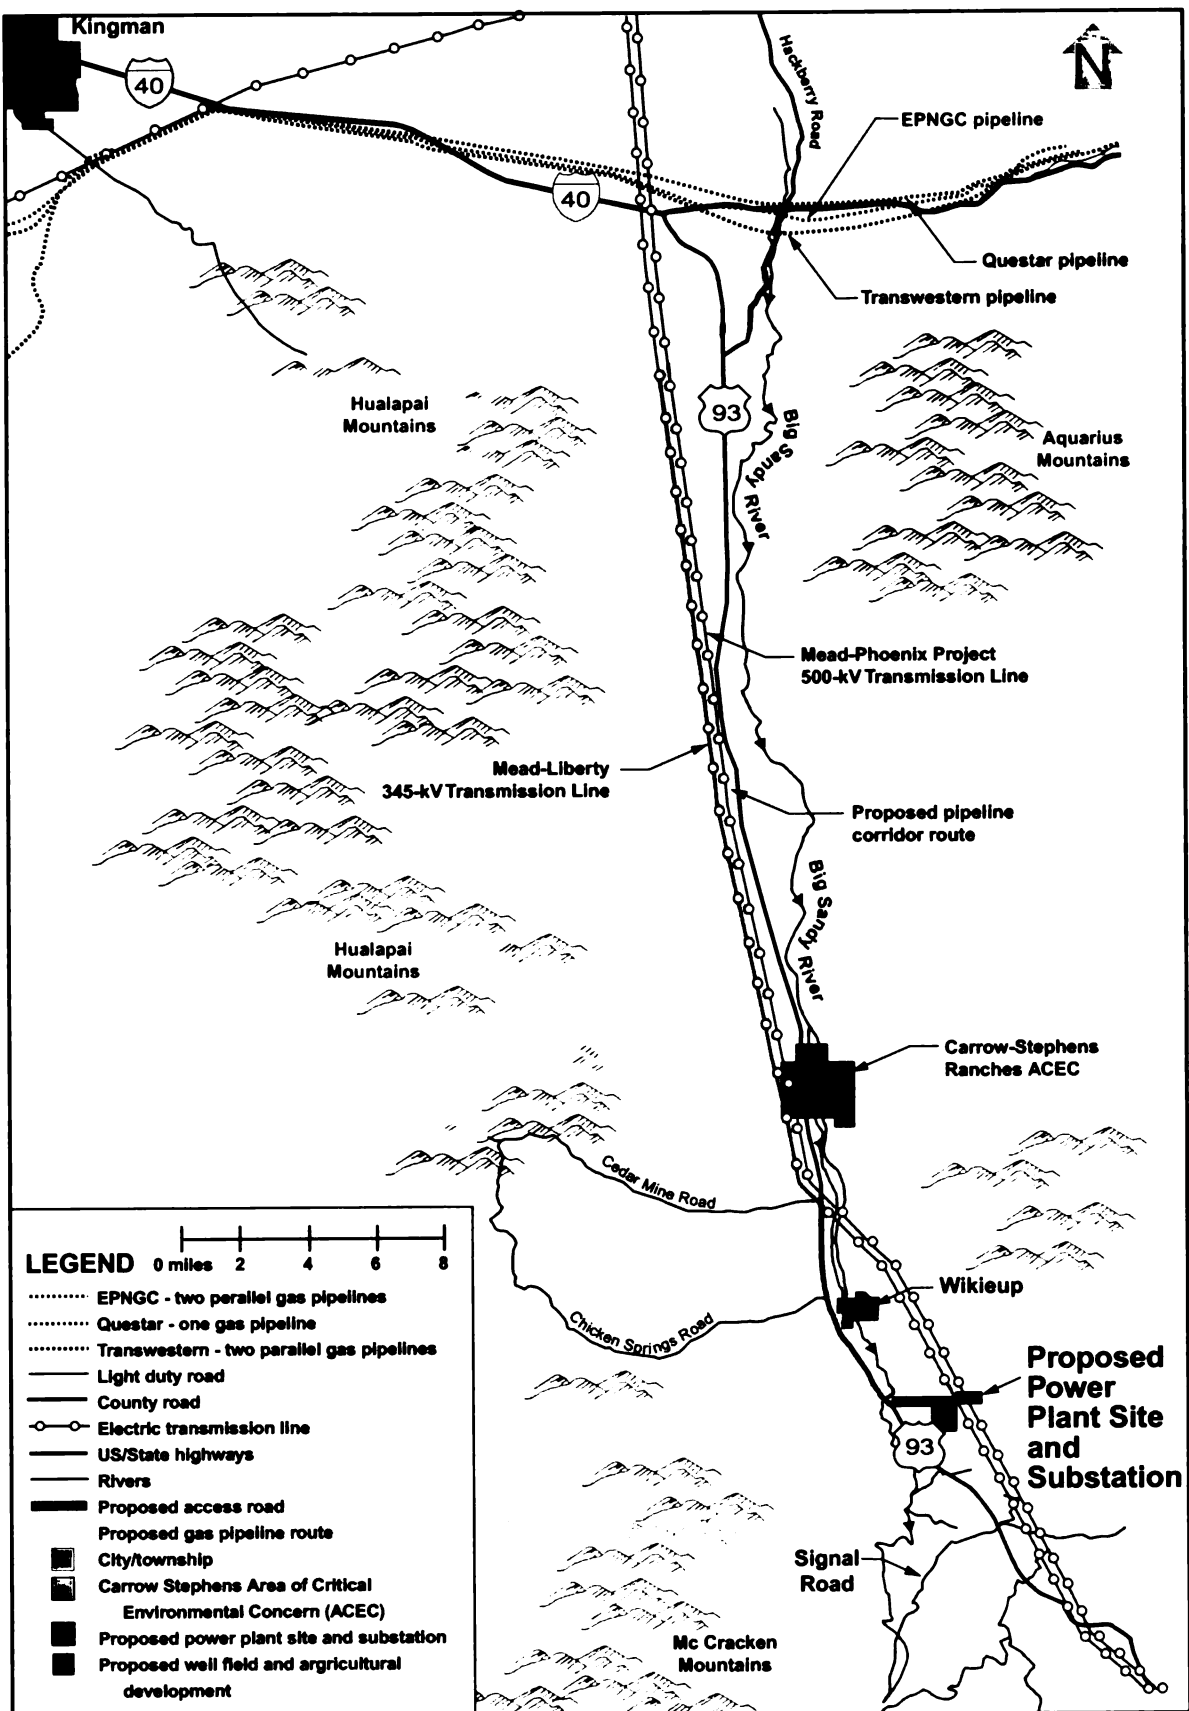 Kingman
40
Hackberry Road
N
EPNGC pipeline
40
Questar pipeline
Transwestern pipeline
Hualapai
Mountains
93
Big Sandy River
Aquarius
Mountains
Mead-Phoenix Project
500-kV Transmission Line
Mead-Liberty
345-kV Transmission Line
Proposed pipeline
corridor route
Big Sandy River
Hualapai
Mountains
Carrow-Stephens
Ranches ACEC
Cedar Mine Road
Wikieup
Chicken Springs Road
Proposed
Power
Plant Site
and
Substation
93
Signal
Road
Mc Cracken
Mountains
LEGEND 0 miles 2 4 6 8
EPNGC - two perallel gas pipelines
Questar - one gas pipeline
Transwestern - two parallel gas pipelines
Light duty road
County road
Electric transmission line
US/State highways
Rivers
Proposed access road
Proposed gas pipeline route
City/township
Carrow Stephens Area of Critical
Environmental Concern (ACEC)
Proposed power plant site and substation
Proposed well field and argricultural
development